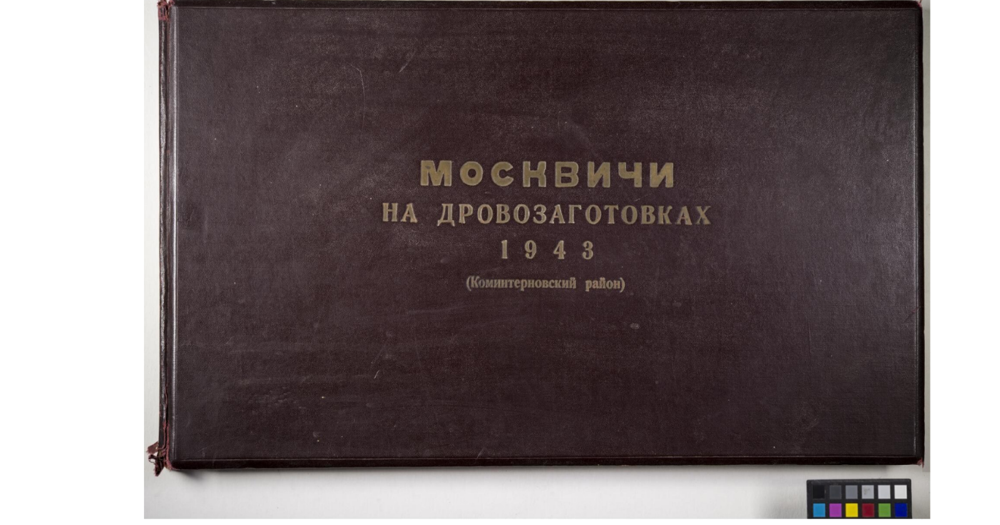 МОСКВИЧИ
НА ДРОВОЗАГОТОВКАХ
1943
(Коминтерновский район)